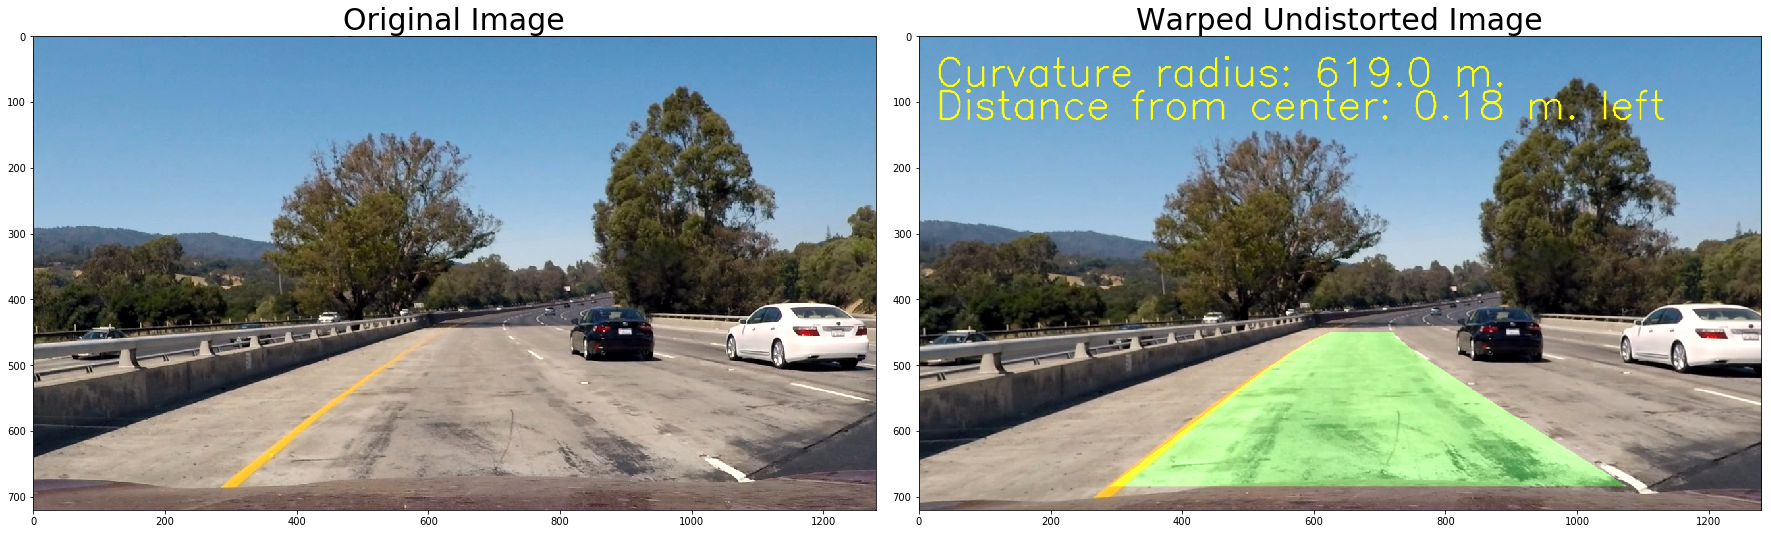 Original Image
Warped Undistorted Image
0
100
200
300
400
500
600
700
0 200 400 600 800 1000 1200
Curvature radius: 619.0 m.
Distance from center: 0.18 m. left
0
100
200
300
400
500
600
700
0 200 400 600 800 1000 1200